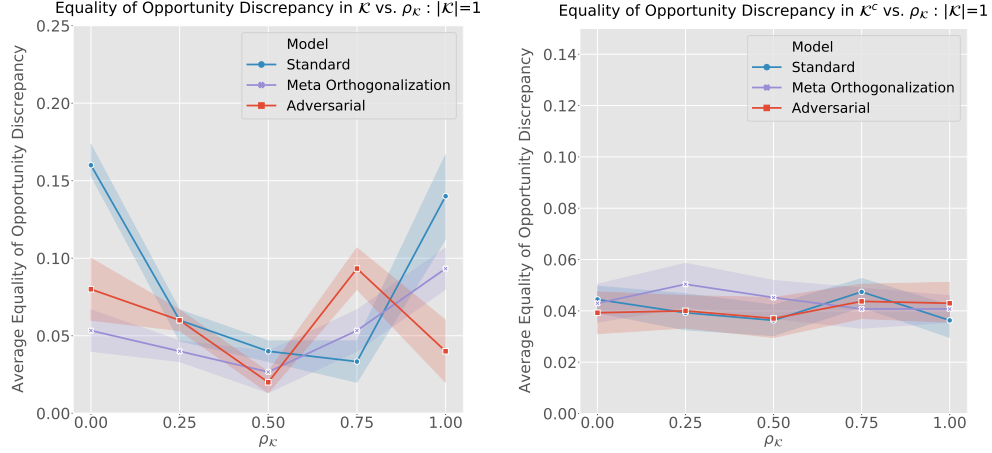 Equality of Opportunity Discrepancy in 𝒦 vs. ρ𝒦 : |𝒦|=1
Average Equality of Opportunity Discrepancy
0.25
0.20
0.15
0.10
0.05
0.00
Model
Standard
Meta Orthogonalization
Adversarial
0.00 0.25 0.50 0.75 1.00
ρ𝒦
Equality of Opportunity Discrepancy in 𝒦ᶜ vs. ρ𝒦 : |𝒦|=1
Average Equality of Opportunity Discrepancy
0.14
0.12
0.10
0.08
0.06
0.04
0.02
0.00
Model
Standard
Meta Orthogonalization
Adversarial
0.00 0.25 0.50 0.75 1.00
ρ𝒦